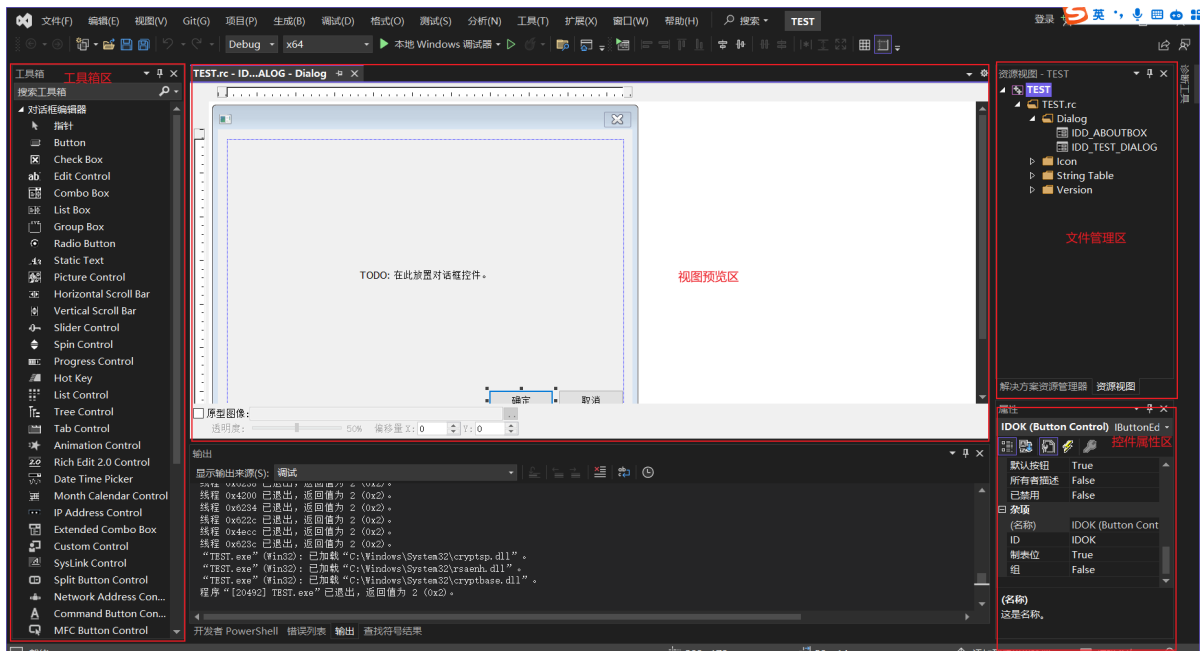 文件(F) 编辑(E) 视图(V) Git(G) 项目(P) 生成(B) 调试(D) 格式(O) 测试(S) 分析(N) 工具(T) 扩展(X) 窗口(W) 帮助(H) 搜索 TEST 登录 英
Debug x64 本地 Windows 调试器
工具箱 工具箱区
搜索工具箱
对话框编辑器
指针
Button
Check Box
Edit Control
Combo Box
List Box
Group Box
Radio Button
Static Text
Picture Control
Horizontal Scroll Bar
Vertical Scroll Bar
Slider Control
Spin Control
Progress Control
Hot Key
List Control
Tree Control
Tab Control
Animation Control
Rich Edit 2.0 Control
Date Time Picker
Month Calendar Control
IP Address Control
Extended Combo Box
Custom Control
SysLink Control
Split Button Control
Network Address Con...
Command Button Con...
MFC Button Control
TEST.rc - ID...ALOG - Dialog
TODO: 在此放置对话框控件。
视图预览区
确定 取消
原型图像:
透明度: 50% 偏移量 X: 0 Y: 0
输出
显示输出来源(S): 调试
线程 0x6238 已退出，返回值为 2 (0x2)。
线程 0x4200 已退出，返回值为 2 (0x2)。
线程 0x6234 已退出，返回值为 2 (0x2)。
线程 0x622c 已退出，返回值为 2 (0x2)。
线程 0x4ecc 已退出，返回值为 2 (0x2)。
线程 0x623c 已退出，返回值为 2 (0x2)。
“TEST.exe”(Win32): 已加载“C:\Windows\System32\cryptsp.dll”。
“TEST.exe”(Win32): 已加载“C:\Windows\System32\rsaenh.dll”。
“TEST.exe”(Win32): 已加载“C:\Windows\System32\cryptbase.dll”。
程序“[20492] TEST.exe”已退出，返回值为 2 (0x2)。
开发者 PowerShell 错误列表 输出 查找符号结果
资源视图 - TEST
TEST
TEST.rc
Dialog
IDD_ABOUTBOX
IDD_TEST_DIALOG
Icon
String Table
Version
文件管理区
解决方案资源管理器 资源视图
诊断工具
属性
IDOK (Button Control) IButtonEd
控件属性区
默认按钮 True
所有者描述 False
已禁用 False
杂项
(名称) IDOK (Button Cont
ID IDOK
制表位 True
组 False
(名称)
这是名称。